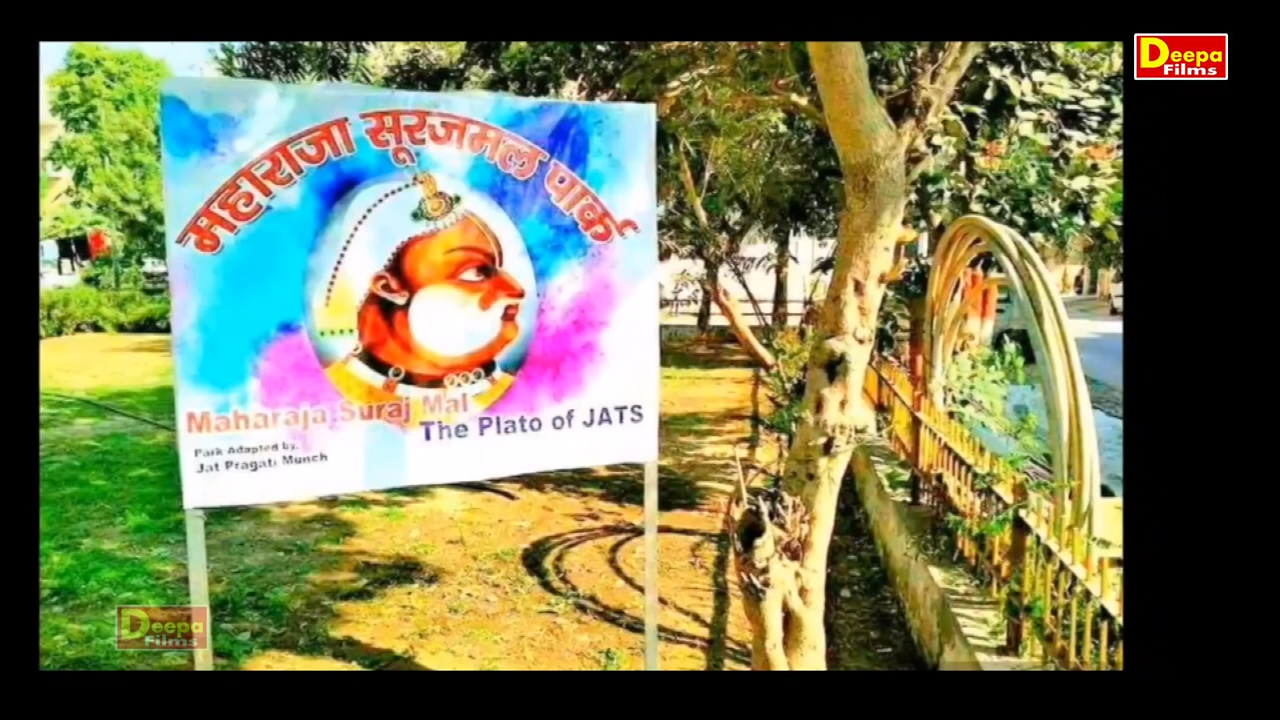 Deepa
Films
महाराजा सूरजमल पार्क
Maharaja Suraj Mal
The Plato of JATS
Park Adapted by.
Jat Pragati Munch
Deepa
Films